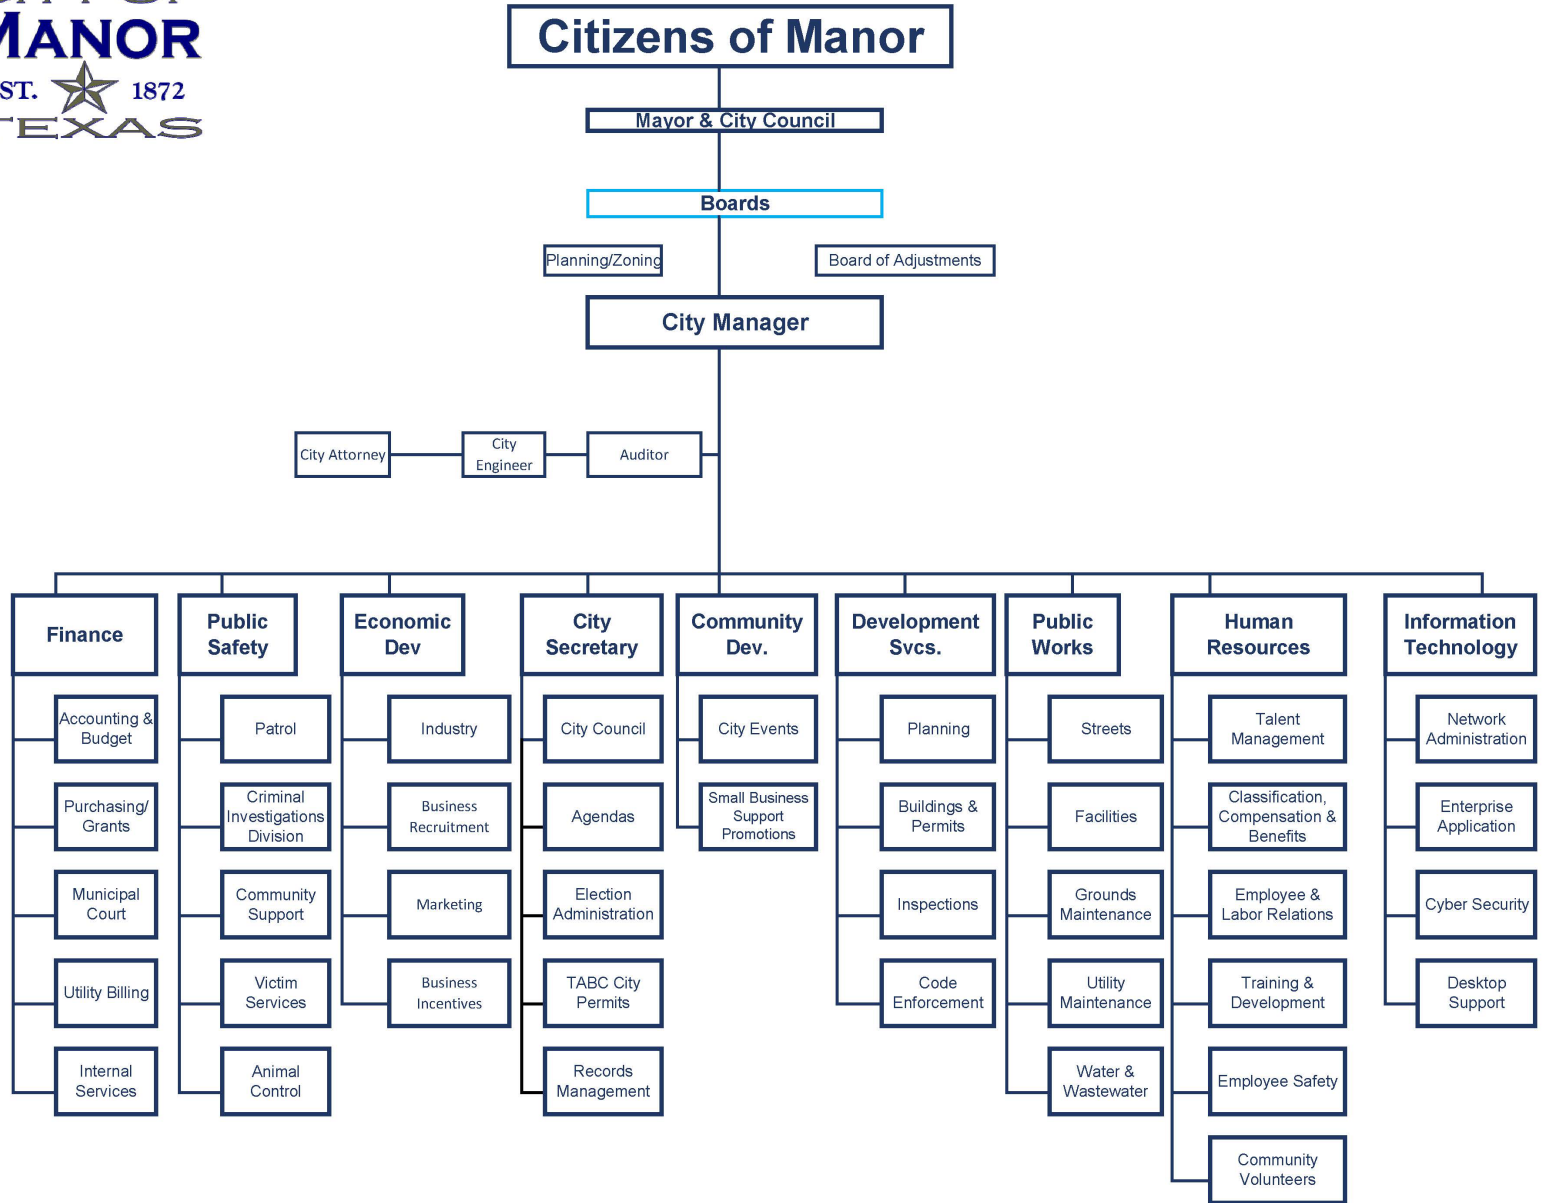 CITY OF
MANOR
EST. 1872
TEXAS
Citizens of Manor
Mayor & City Council
Boards
Planning/Zoning
Board of Adjustments
City Manager
City Attorney
City
Engineer
Auditor
Finance
Accounting &
Budget
Purchasing/
Grants
Municipal
Court
Utility Billing
Internal
Services
Public
Safety
Patrol
Criminal
Investigations
Division
Community
Support
Victim
Services
Animal
Control
Economic
Dev
Industry
Business
Recruitment
Marketing
Business
Incentives
City
Secretary
City Council
Agendas
Election
Administration
TABC City
Permits
Records
Management
Community
Dev.
City Events
Small Business
Support
Promotions
Development
Svcs.
Planning
Buildings &
Permits
Inspections
Code
Enforcement
Public
Works
Streets
Facilities
Grounds
Maintenance
Utility
Maintenance
Water &
Wastewater
Human
Resources
Talent
Management
Classification,
Compensation &
Benefits
Employee &
Labor Relations
Training &
Development
Employee Safety
Community
Volunteers
Information
Technology
Network
Administration
Enterprise
Application
Cyber Security
Desktop
Support